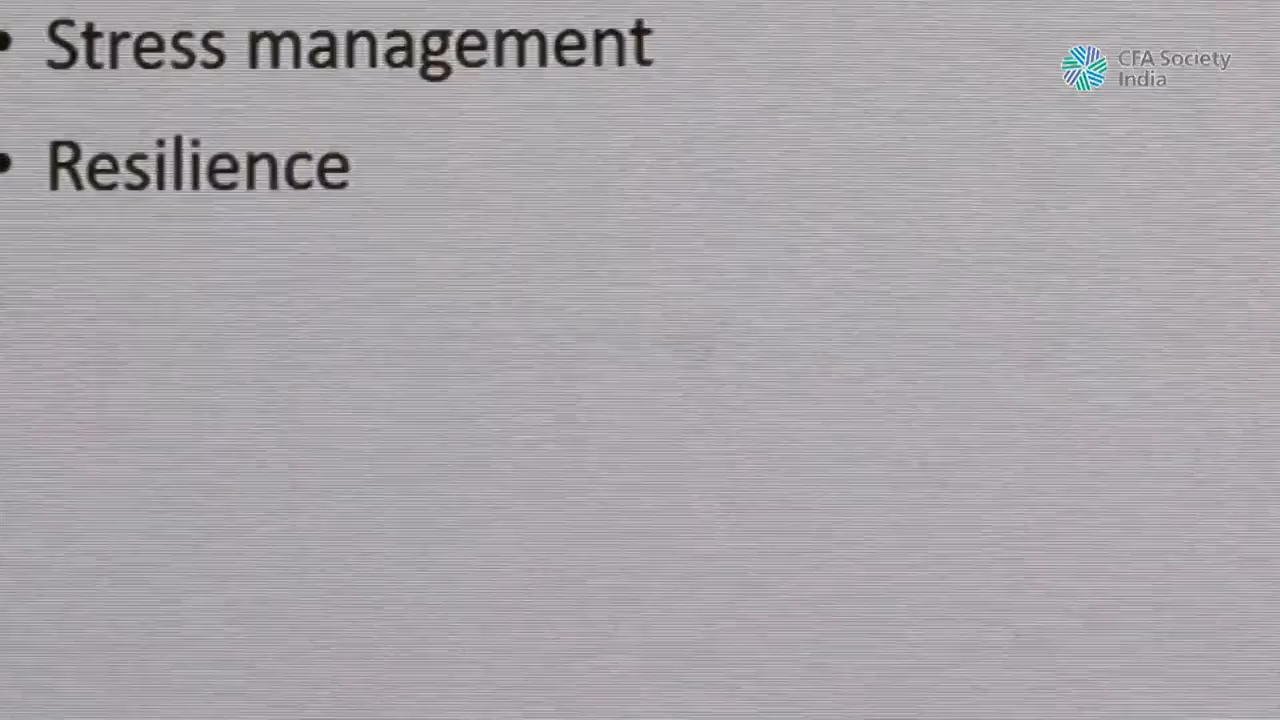 • Stress management
• Resilience
CFA Society
India